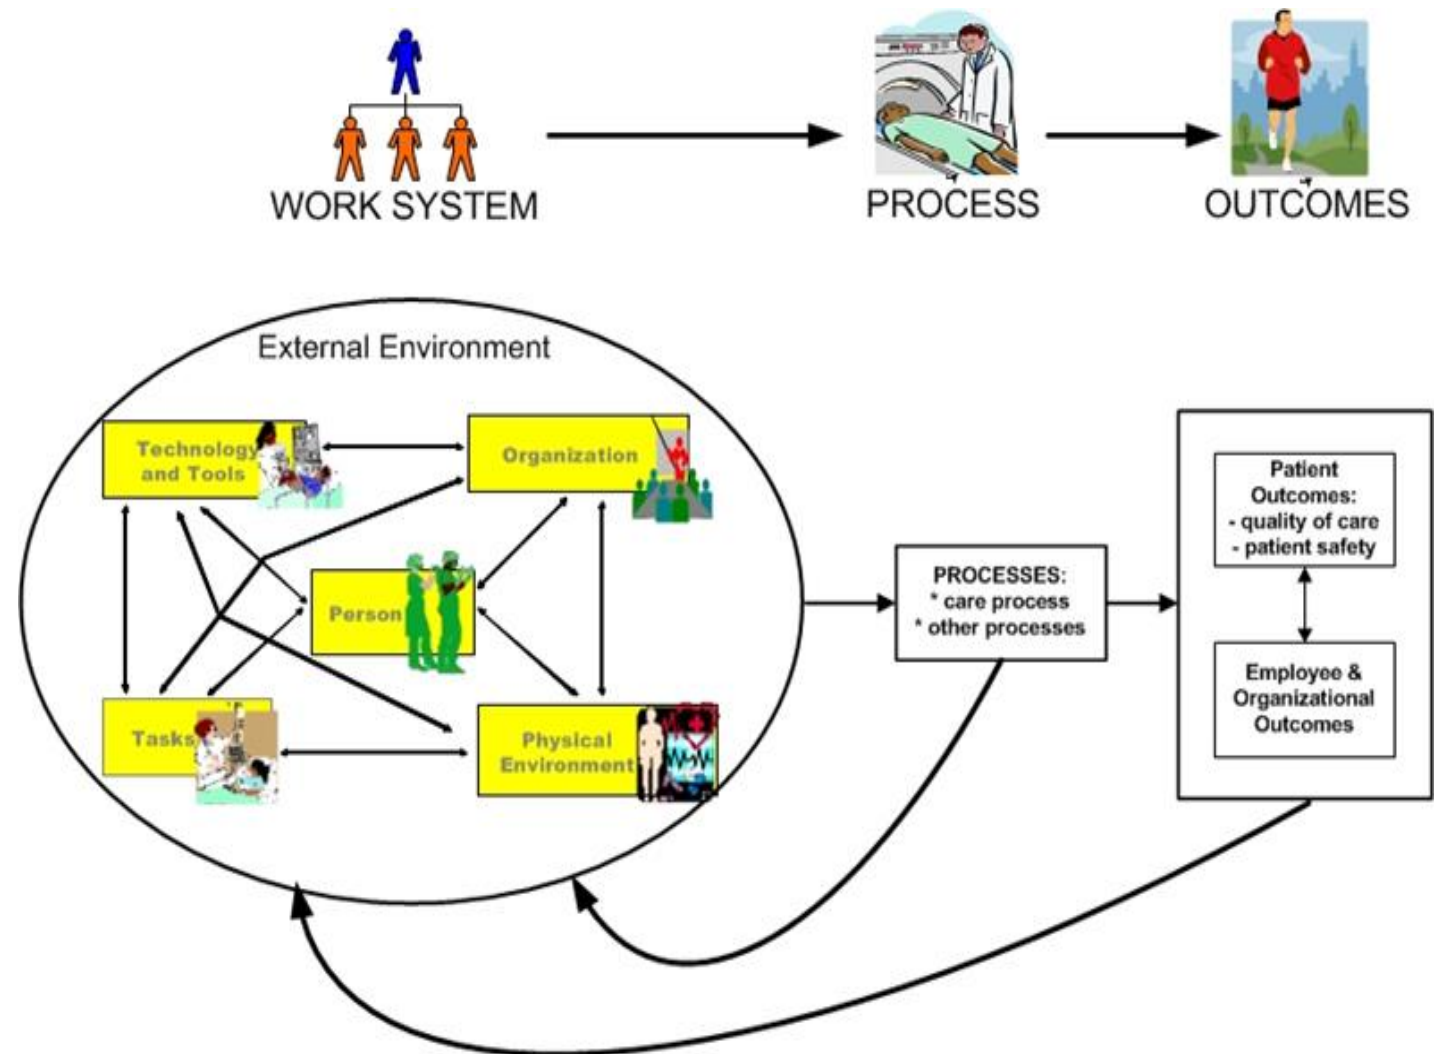 WORK SYSTEM
PROCESS
OUTCOMES
External Environment
Technology
and Tools
Organization
Person
Tasks
Physical
Environment
PROCESSES:
* care process
* other processes
Patient
Outcomes:
- quality of care
- patient safety
Employee &
Organizational
Outcomes